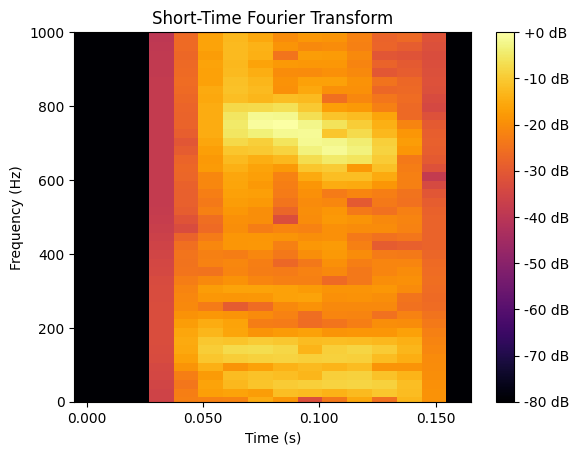 Short-Time Fourier Transform
1000
800
600
400
200
0
Frequency (Hz)
0.000
0.050
0.100
0.150
Time (s)
+0 dB
-10 dB
-20 dB
-30 dB
-40 dB
-50 dB
-60 dB
-70 dB
-80 dB